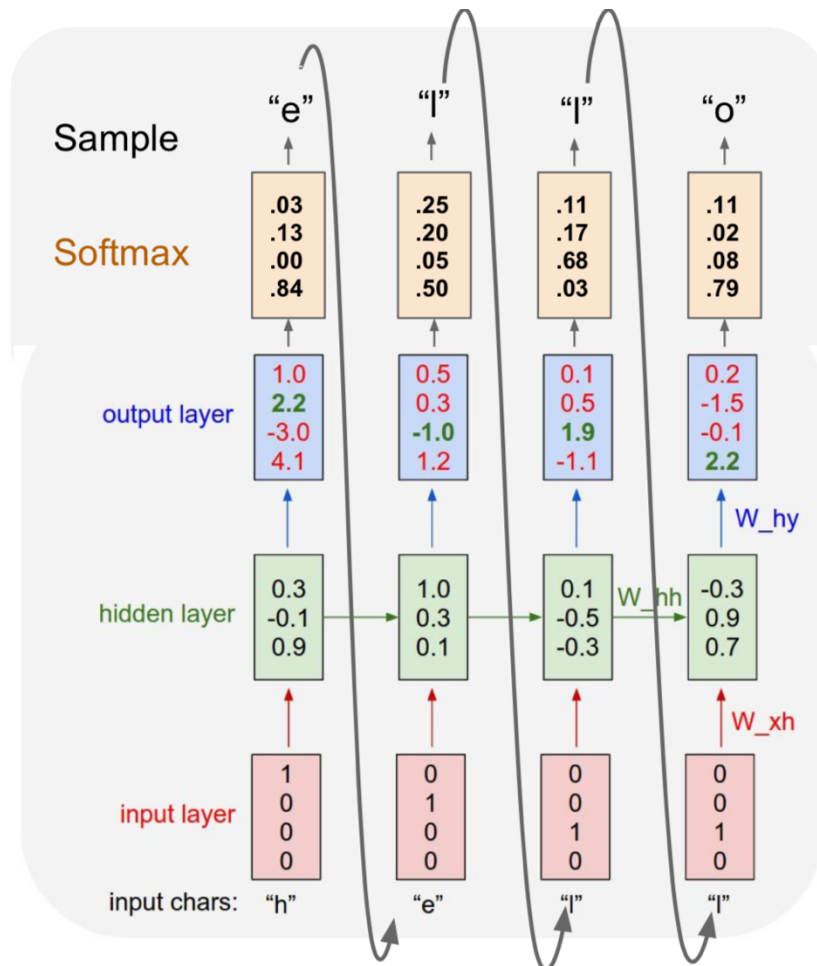 “e” “l” “l” “o”
Sample
Softmax
.03 .25 .11 .11
.13 .20 .17 .02
.00 .05 .68 .08
.84 .50 .03 .79
1.0 0.5 0.1 0.2
output layer 2.2 0.3 0.5 -1.5
-3.0 -1.0 1.9 -0.1
4.1 1.2 -1.1 2.2
W_hy
0.3 1.0 0.1 -0.3
hidden layer -0.1 0.3 -0.5 W_hh 0.9
0.9 0.1 -0.3 0.7
W_xh
1 0 0 0
input layer 0 1 0 0
0 0 1 1
0 0 0 0
input chars: “h” “e” “l” “l”